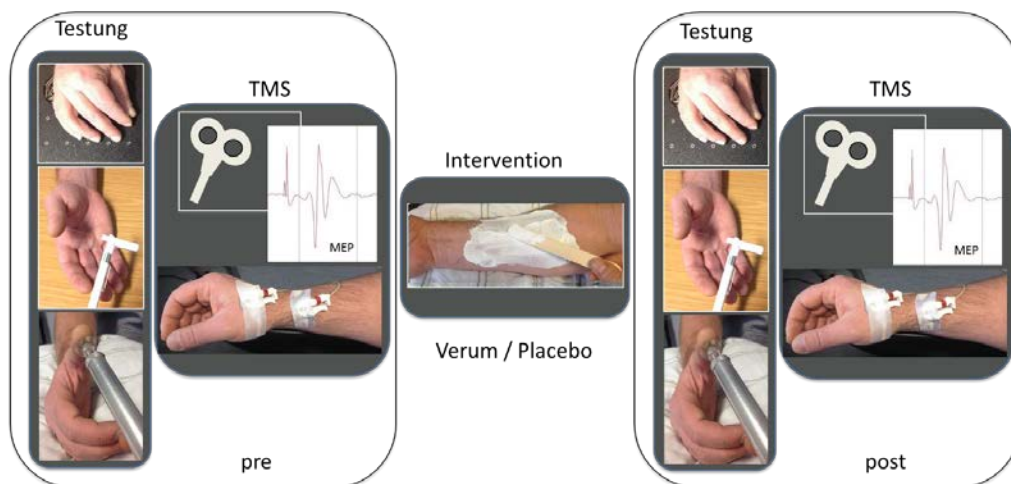 Testung
TMS
MEP
pre
Intervention
Verum / Placebo
Testung
TMS
MEP
post